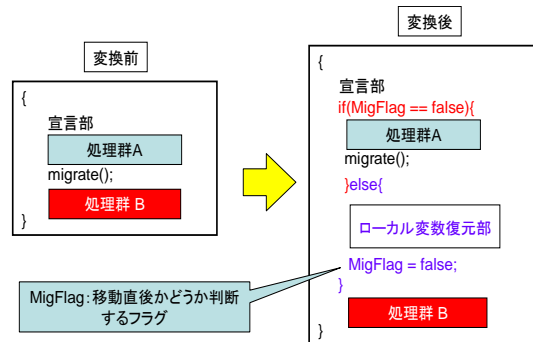 変換前
{
宣言部
処理群A
migrate();
処理群 B
}
変換後
{
宣言部
if(MigFlag == false){
処理群A
migrate();
}else{
ローカル変数復元部
MigFlag = false;
}
処理群 B
}
MigFlag:移動直後かどうか判断
するフラグ